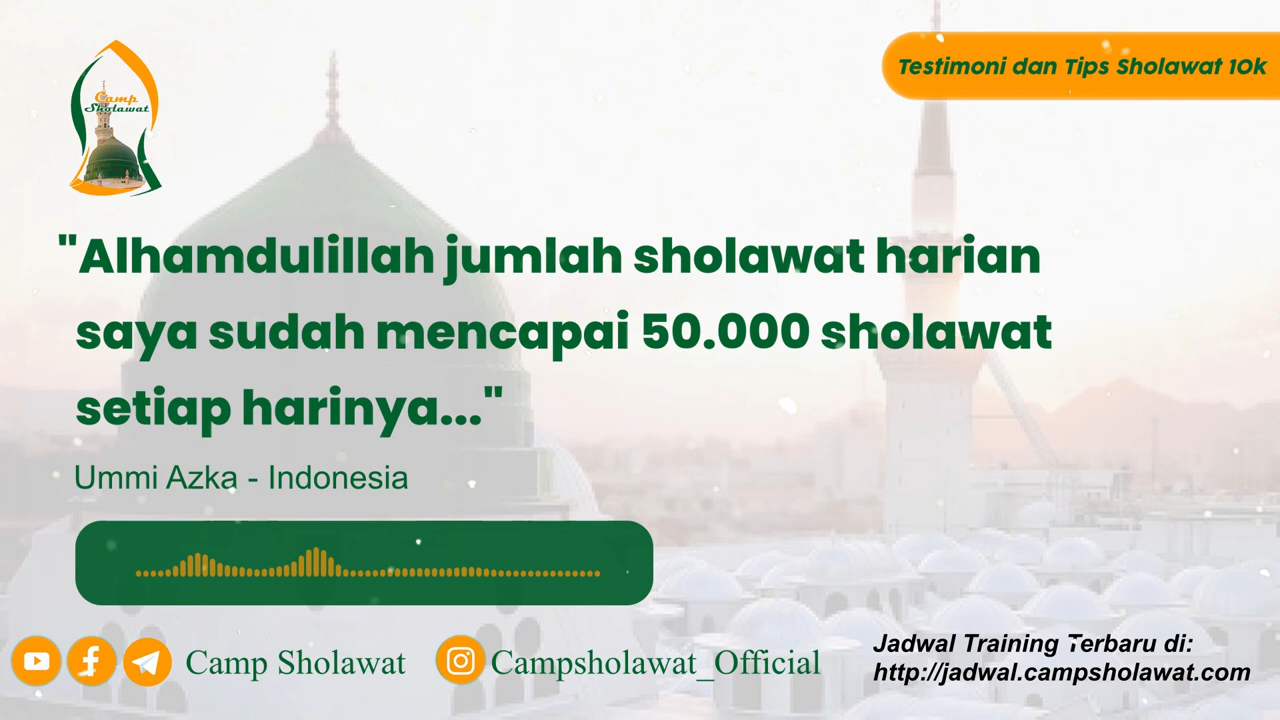 Camp
Sholawat
Testimoni dan Tips Sholawat 10k
"Alhamdulillah jumlah sholawat harian
saya sudah mencapai 50.000 sholawat
setiap harinya..."
Ummi Azka - Indonesia
Camp Sholawat
Campsholawat_Official
Jadwal Training Terbaru di:
http://jadwal.campsholawat.com